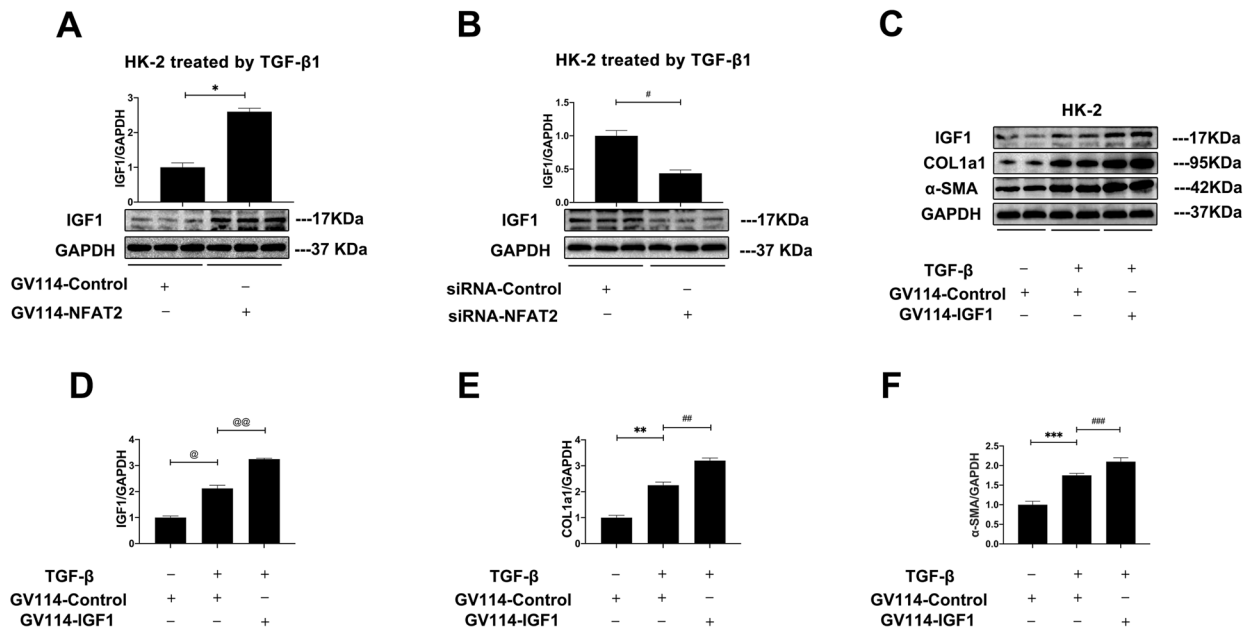 A
HK-2 treated by TGF-β1
*
IGF1/GAPDH
3
2
1
0
IGF1 ---17KDa
GAPDH ---37 KDa
GV114-Control + –
GV114-NFAT2 – +
B
HK-2 treated by TGF-β1
#
IGF1/GAPDH
1.5
1.0
0.5
0.0
IGF1 ---17KDa
GAPDH ---37 KDa
siRNA-Control + –
siRNA-NFAT2 – +
C
HK-2
IGF1 ---17KDa
COL1a1 ---95KDa
α-SMA ---42KDa
GAPDH ---37KDa
TGF-β – + +
GV114-Control + + –
GV114-IGF1 – – +
D
@@
@
IGF1/GAPDH
4
3
2
1
0
TGF-β – + +
GV114-Control + + –
GV114-IGF1 – – +
E
##
**
COL1a1/GAPDH
4
3
2
1
0
TGF-β – + +
GV114-Control + + –
GV114-IGF1 – – +
F
###
***
α-SMA/GAPDH
2.5
2.0
1.5
1.0
0.5
0.0
TGF-β – + +
GV114-Control + + –
GV114-IGF1 – – +